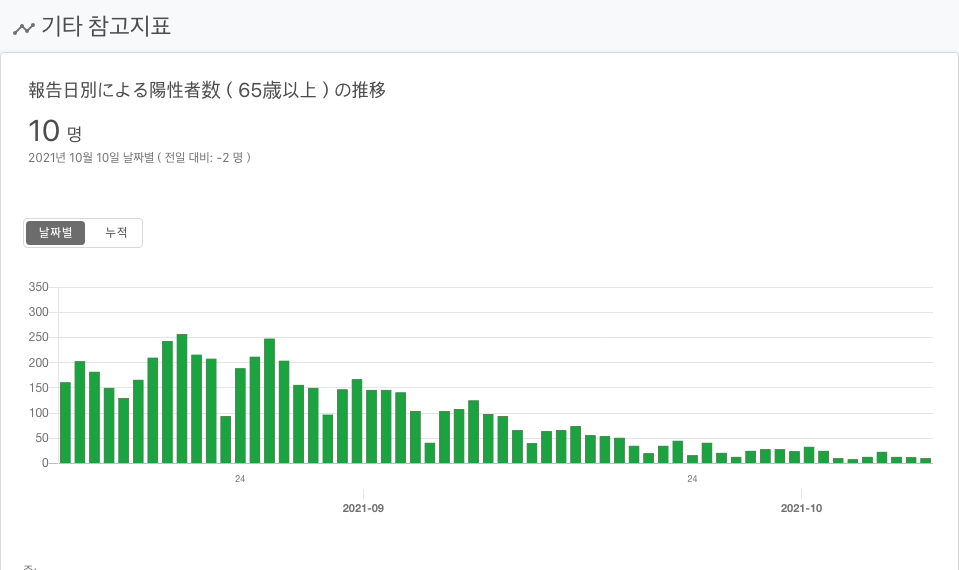 기타 참고지표
報告日別による陽性者数 ( 65歳以上 ) の推移
10 명
2021년 10월 10일 날짜별 ( 전일 대비: -2 명 )
날짜별 누적
350
300
250
200
150
100
50
0
24 24
2021-09 2021-10